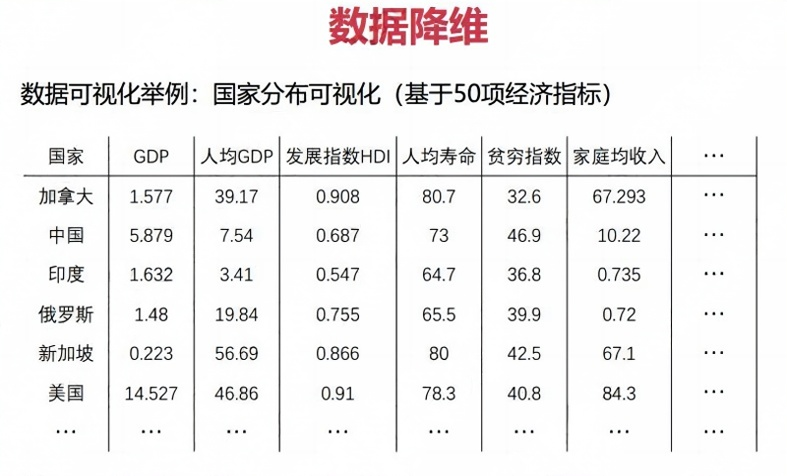 数据降维
数据可视化举例：国家分布可视化（基于50项经济指标）
国家 GDP 人均GDP 发展指数HDI 人均寿命 贫穷指数 家庭均收入 ···
加拿大 1.577 39.17 0.908 80.7 32.6 67.293 ···
中国 5.879 7.54 0.687 73 46.9 10.22 ···
印度 1.632 3.41 0.547 64.7 36.8 0.735 ···
俄罗斯 1.48 19.84 0.755 65.5 39.9 0.72 ···
新加坡 0.223 56.69 0.866 80 42.5 67.1 ···
美国 14.527 46.86 0.91 78.3 40.8 84.3 ···
··· ··· ··· ··· ··· ··· ··· ···